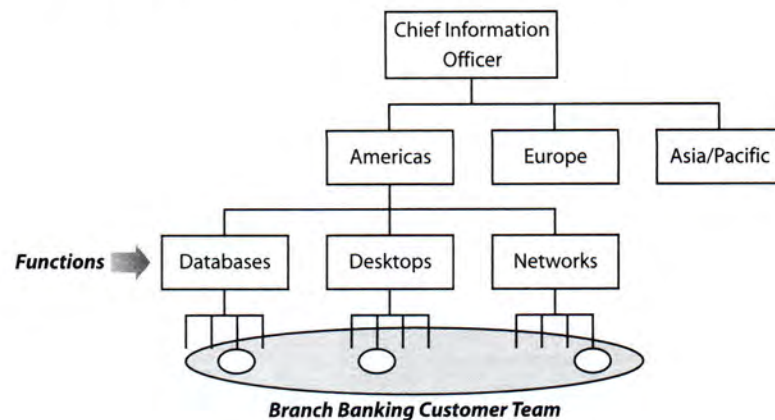 Chief Information
Officer
Americas
Europe
Asia/Pacific
Functions
Databases
Desktops
Networks
Branch Banking Customer Team